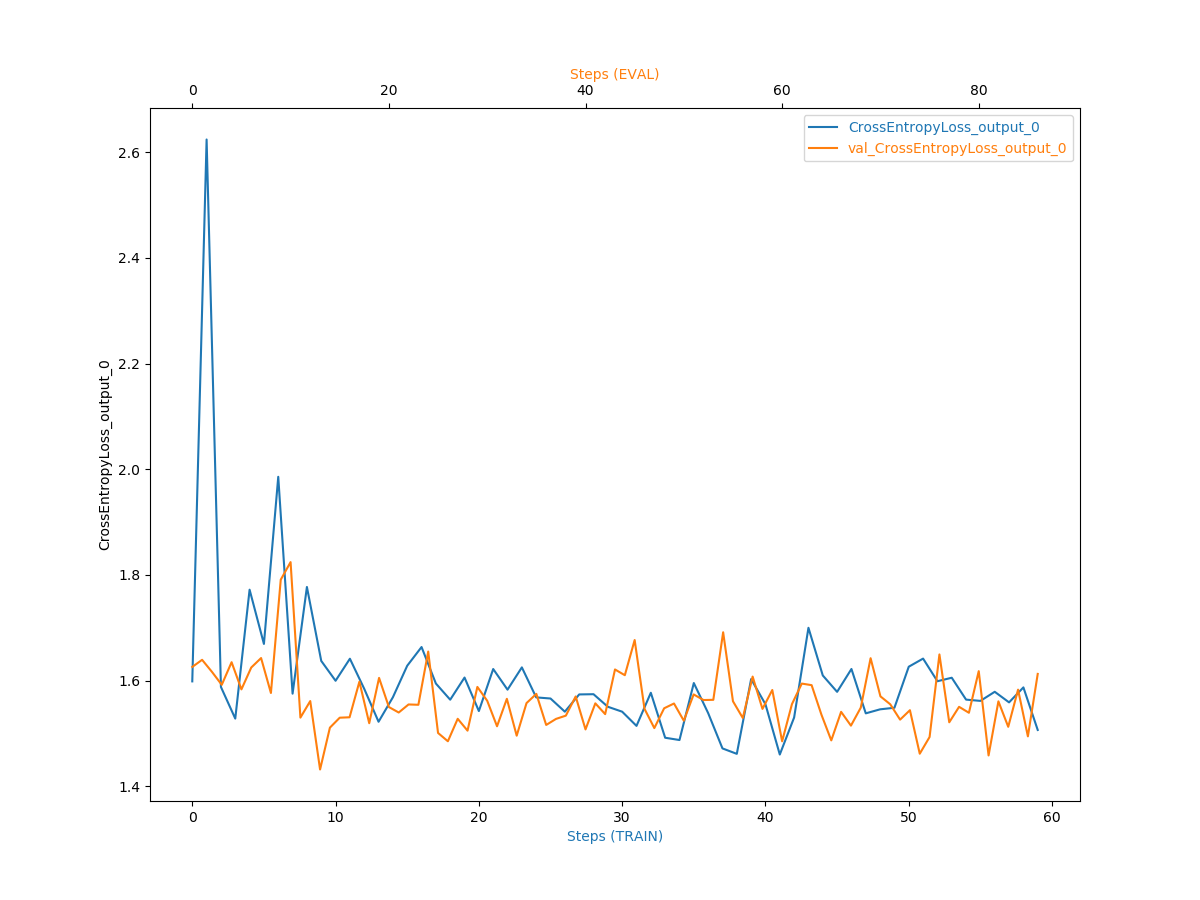 Steps (EVAL)
0 20 40 60 80
CrossEntropyLoss_output_0
val_CrossEntropyLoss_output_0
CrossEntropyLoss_output_0
2.6
2.4
2.2
2.0
1.8
1.6
1.4
0 10 20 30 40 50 60
Steps (TRAIN)